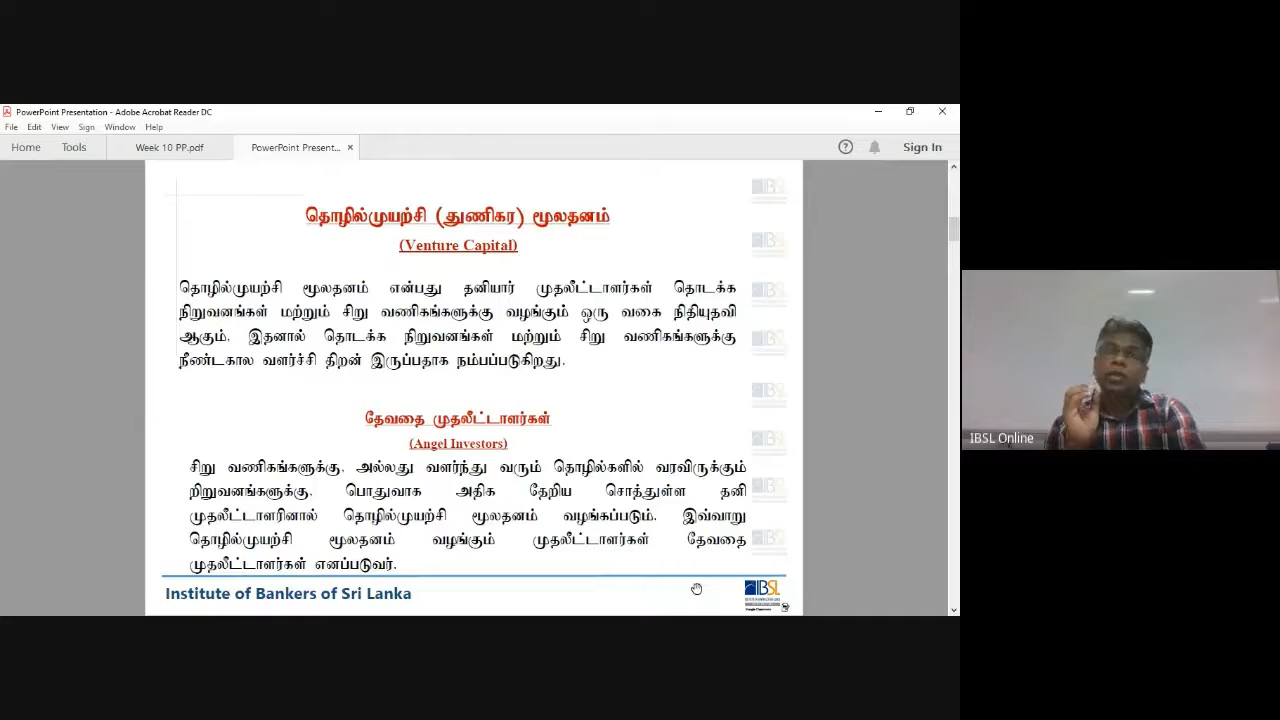 PowerPoint Presentation - Adobe Acrobat Reader DC
File Edit View Sign Window Help
Home Tools Week 10 PP.pdf PowerPoint Present... × Sign In
தொழில்முயற்சி (துணிகர) மூலதனம்
(Venture Capital)
தொழில்முயற்சி மூலதனம் என்பது தனியார் முதலீட்டாளர்கள் தொடக்க
நிறுவனங்கள் மற்றும் சிறு வணிகங்களுக்கு வழங்கும் ஒரு வகை நிதியுதவி
ஆகும். இதனால் தொடக்க நிறுவனங்கள் மற்றும் சிறு வணிகங்களுக்கு
நீண்டகால வளர்ச்சி திறன் இருப்பதாக நம்பப்படுகிறது.
தேவதை முதலீட்டாளர்கள்
(Angel Investors)
சிறு வணிகங்களுக்கு, அல்லது வளர்ந்து வரும் தொழில்களில் வரவிருக்கும்
றிறுவனங்களுக்கு, பொதுவாக அதிக தேறிய சொத்துள்ள தனி
முதலீட்டாளரினால் தொழில்முயற்சி மூலதனம் வழங்கப்படும். இவ்வாறு
தொழில்முயற்சி மூலதனம் வழங்கும் முதலீட்டாளர்கள் தேவதை
முதலீட்டாளர்கள் எனப்படுவர்.
Institute of Bankers of Sri Lanka
IBSL
IBSL Online